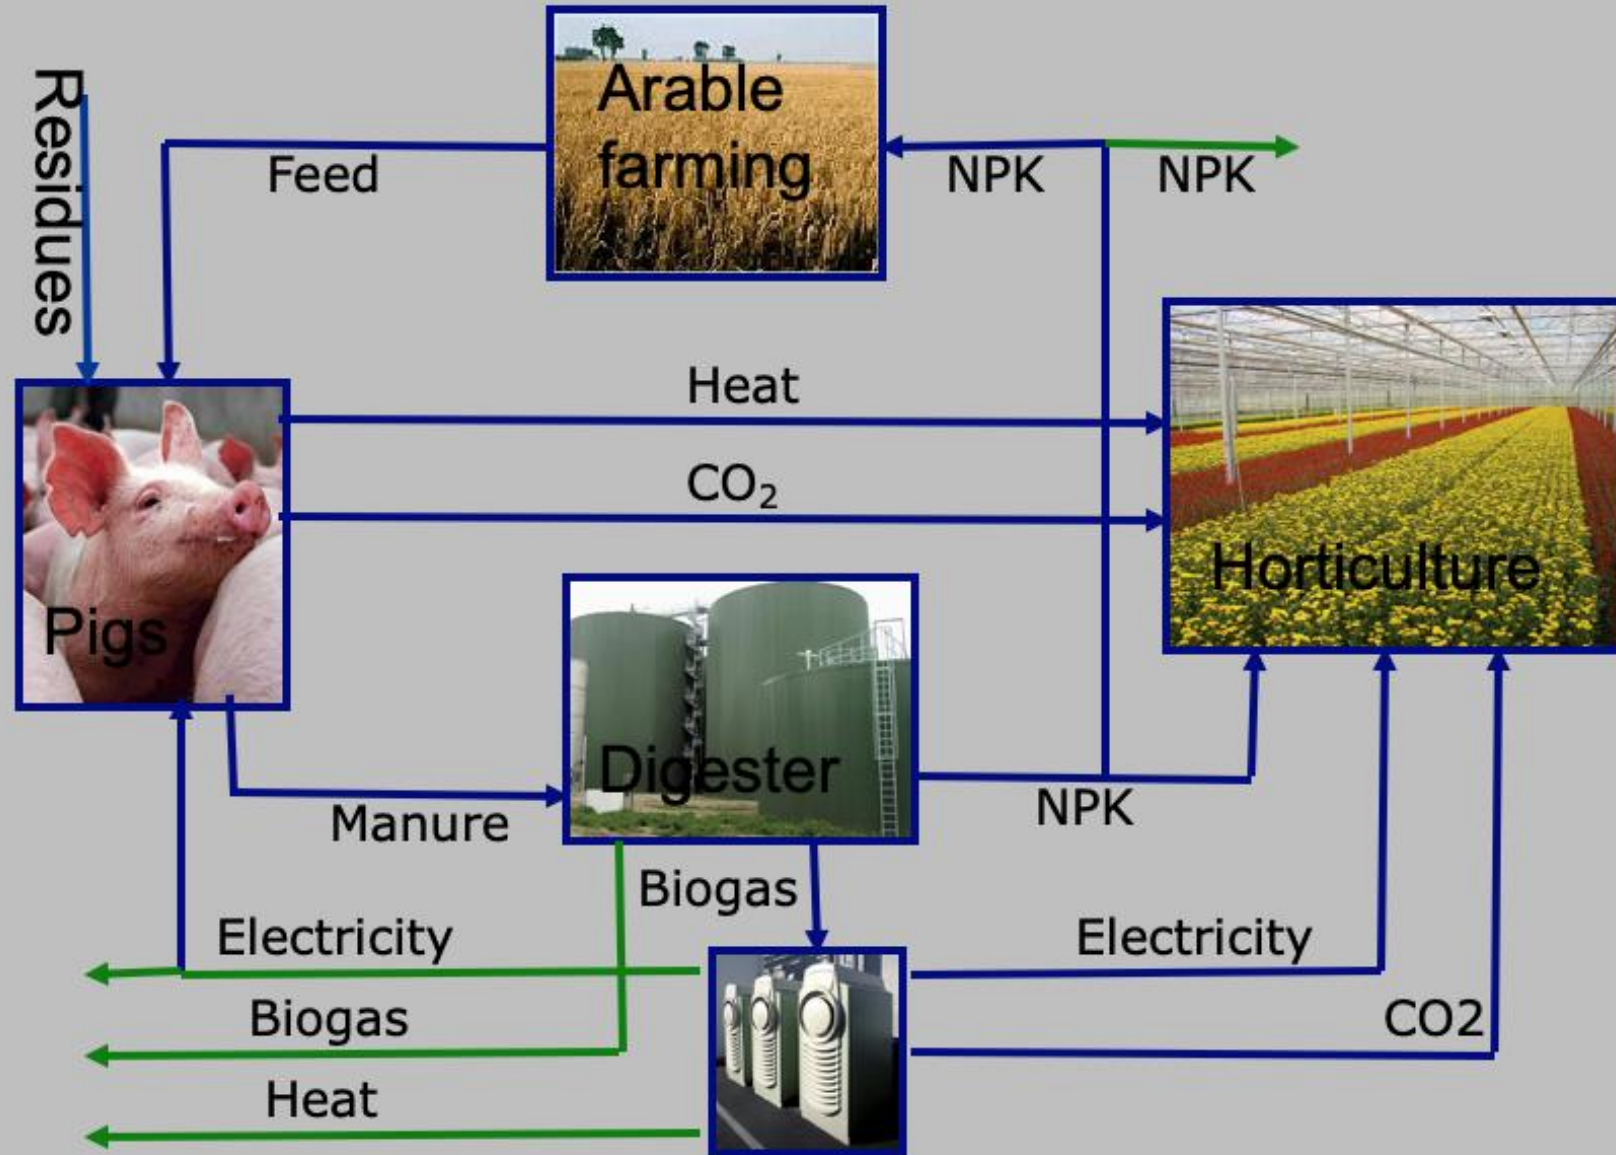 Residues
Arable
farming
Feed
NPK
NPK
Heat
CO₂
Horticulture
Pigs
Digester
Manure
NPK
Biogas
Electricity
Electricity
Biogas
CO2
Heat